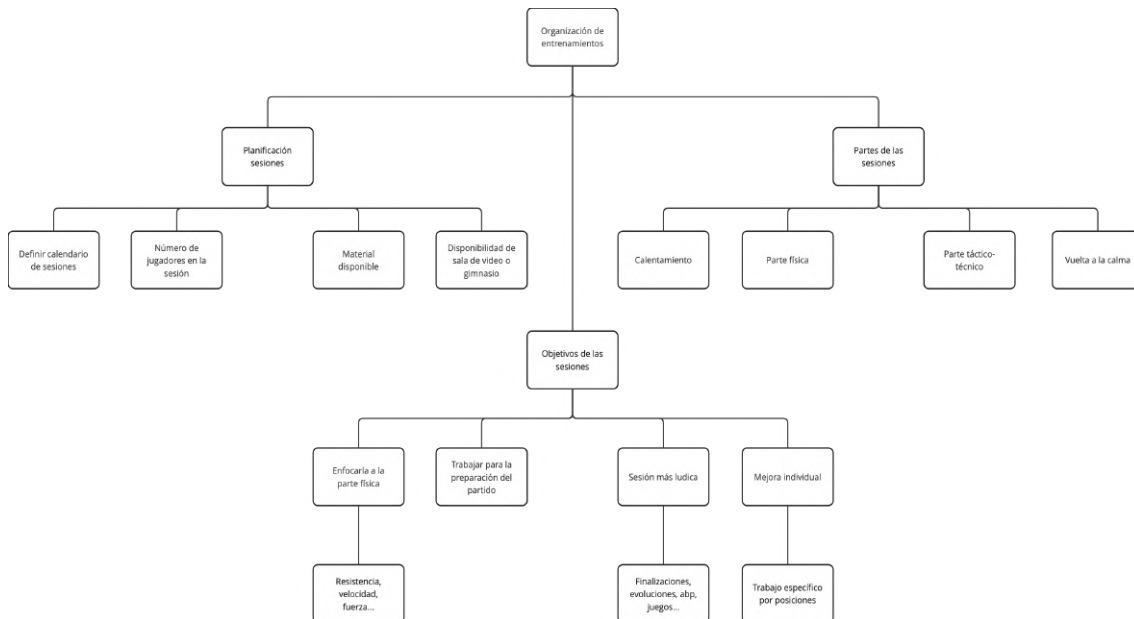 Organización de
entrenamientos
Planificación
sesiones
Partes de las
sesiones
Definir calendario
de sesiones
Número de
jugadores en la
sesión
Material
disponible
Disponibilidad de
sala de video o
gimnasio
Calentamiento
Parte física
Parte táctico-
técnico
Vuelta a la calma
Objetivos de las
sesiones
Enfocarla a la
parte física
Trabajar para la
preparación del
partido
Sesión más ludica
Mejora individual
Resistencia,
velocidad,
fuerza...
Finalizaciones,
evoluciones, abp,
juegos...
Trabajo específico
por posiciones